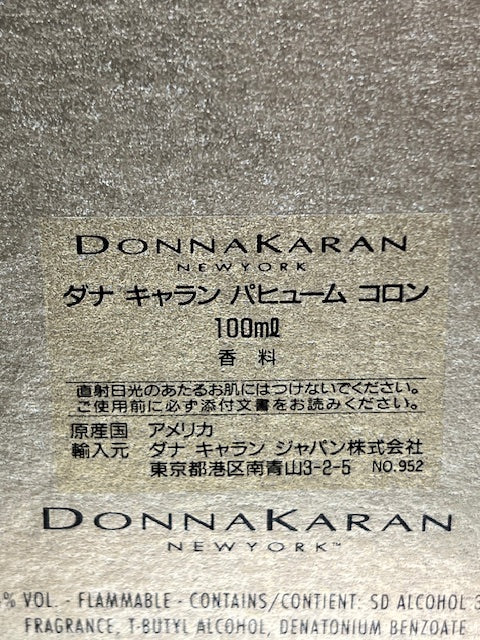 DONNAKARAN
NEWYORK
ダナ キャラン パヒューム コロン
100mℓ
香 料
直射日光のあたるお肌にはつけないでください。
ご使用前に必ず添付文書をお読みください。
原産国 アメリカ
輸入元 ダナ キャラン ジャパン株式会社
東京都港区南青山3-2-5 NO.952
DONNAKARAN
NEWYORK™
% VOL. - FLAMMABLE - CONTAINS/CONTIENT: SD ALCOHOL 3
FRAGRANCE, T-BUTYL ALCOHOL, DENATONIUM BENZOATE